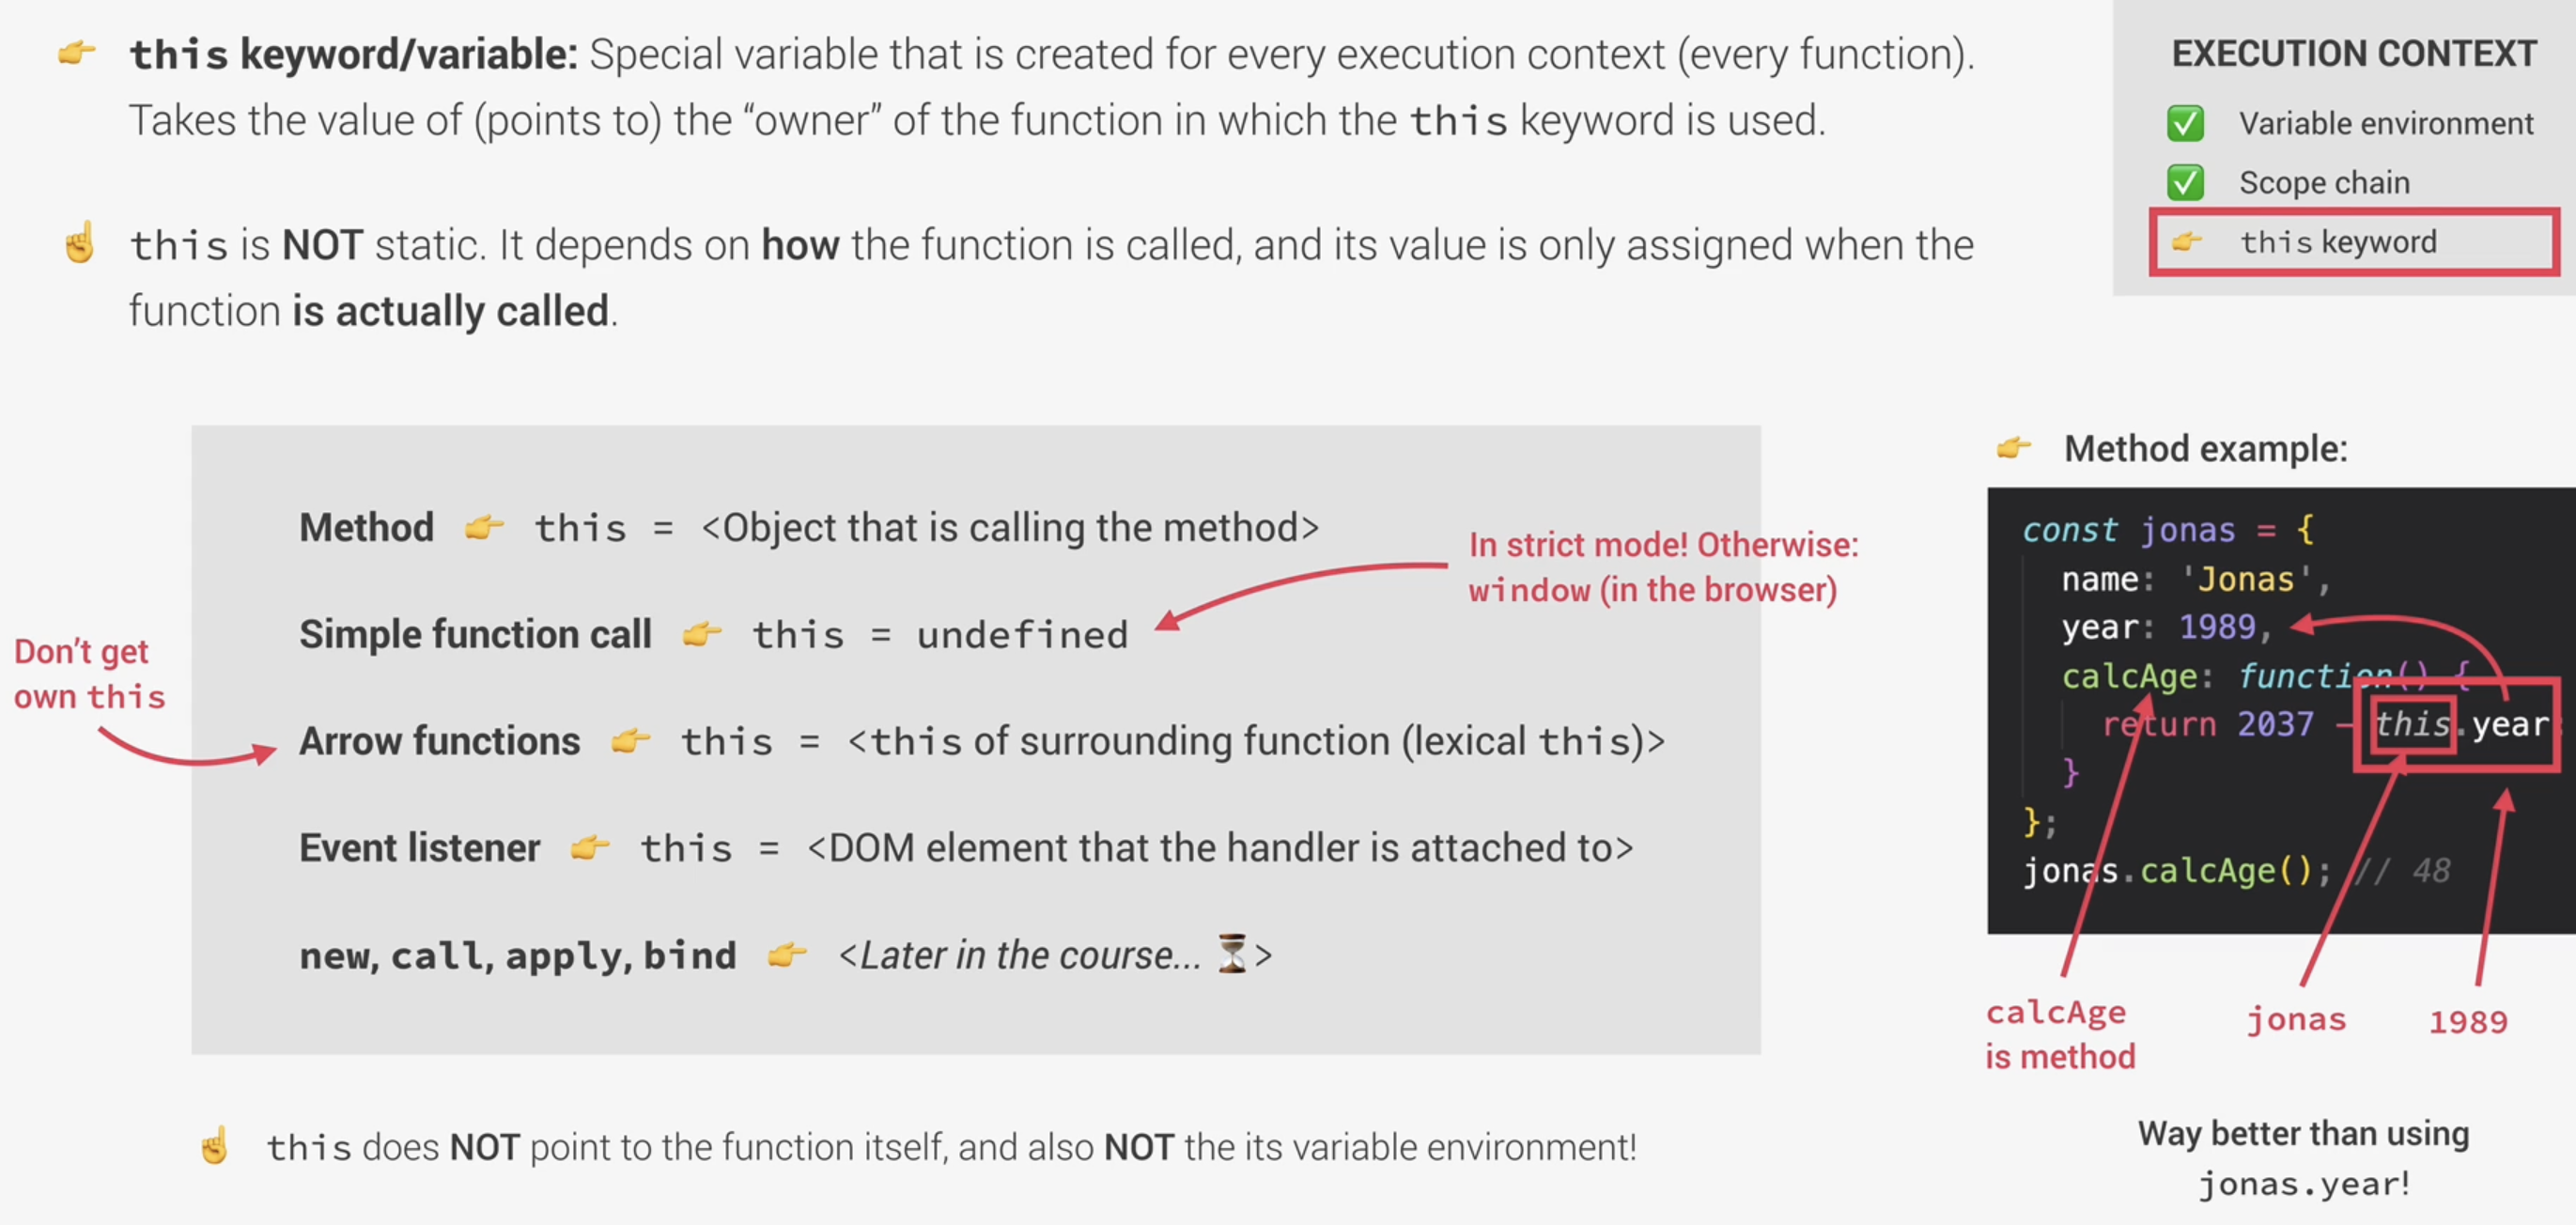 👉 this keyword/variable: Special variable that is created for every execution context (every function).
Takes the value of (points to) the “owner” of the function in which the this keyword is used.
☝️ this is NOT static. It depends on how the function is called, and its value is only assigned when the
function is actually called.
EXECUTION CONTEXT
✅ Variable environment
✅ Scope chain
👉 this keyword
Method 👉 this = <Object that is calling the method>
In strict mode! Otherwise:
window (in the browser)
Simple function call 👉 this = undefined
Don’t get
own this
Arrow functions 👉 this = <this of surrounding function (lexical this)>
Event listener 👉 this = <DOM element that the handler is attached to>
new, call, apply, bind 👉 <Later in the course... ⏳>
☝️ this does NOT point to the function itself, and also NOT the its variable environment!
👉 Method example:
const jonas = {
name: 'Jonas',
year: 1989,
calcAge: function() {
return 2037 - this.year
}
};
jonas.calcAge(); // 48
calcAge
is method
jonas
1989
Way better than using
jonas.year!